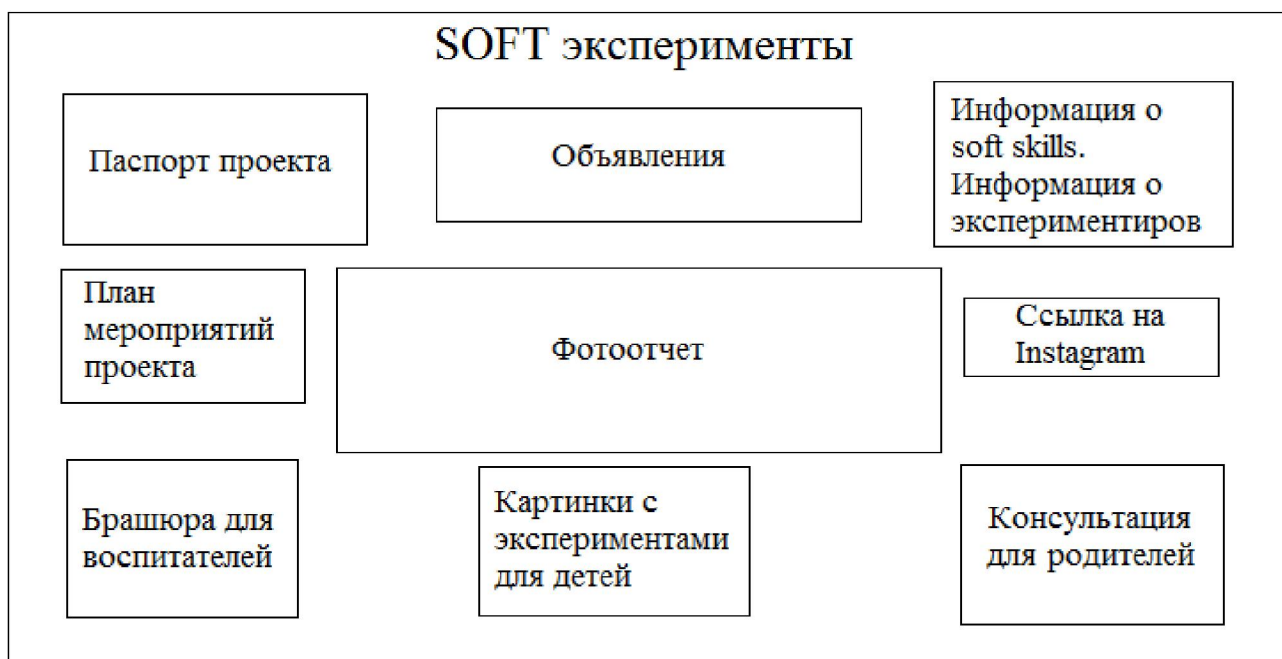 SOFT эксперименты
Паспорт проекта
Объявления
Информация о
soft skills.
Информация о
экспериментиров
План
мероприятий
проекта
Фотоотчет
Ссылка на
Instagram
Брашюра для
воспитателей
Картинки с
экспериментами
для детей
Консультация
для родителей